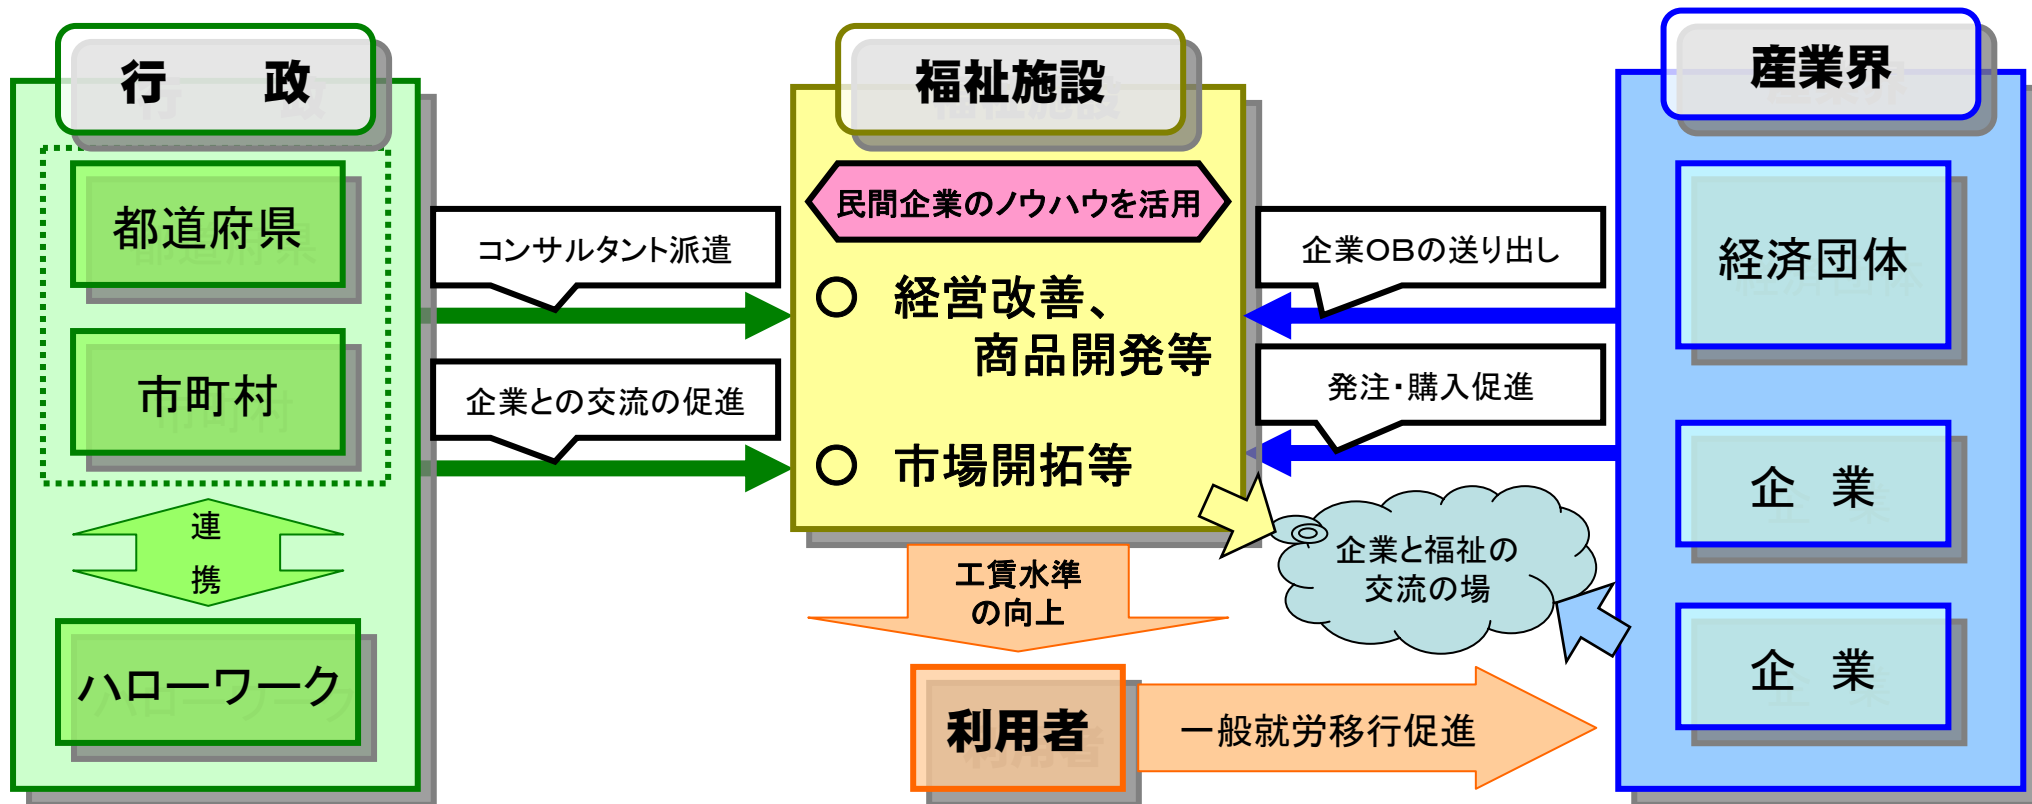 行　　政
都道府県
市町村
連
携
ハローワーク
コンサルタント派遣
企業との交流の促進
福祉施設
民間企業のノウハウを活用
○　経営改善、
商品開発等
○　市場開拓等
工賃水準
の向上
利用者
一般就労移行促進
企業OBの送り出し
発注・購入促進
企業と福祉の
交流の場
産業界
経済団体
企　業
企　業